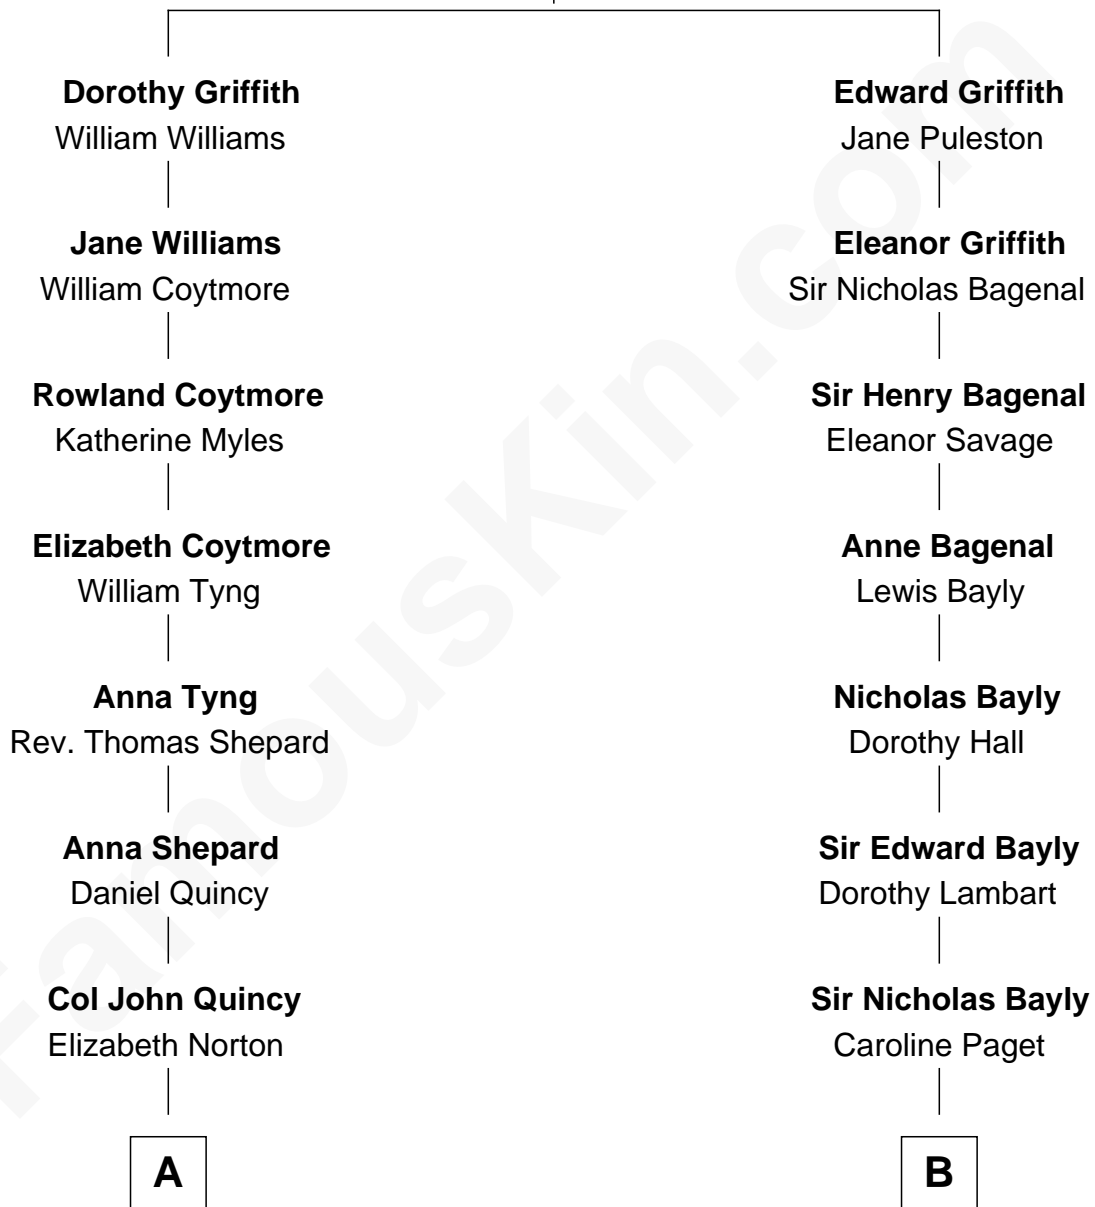 Dorothy Griffith
William Williams
Jane Williams
William Coytmore
Rowland Coytmore
Katherine Myles
Elizabeth Coytmore
William Tyng
Anna Tyng
Rev. Thomas Shepard
Anna Shepard
Daniel Quincy
Col John Quincy
Elizabeth Norton
A
Edward Griffith
Jane Puleston
Eleanor Griffith
Sir Nicholas Bagenal
Sir Henry Bagenal
Eleanor Savage
Anne Bagenal
Lewis Bayly
Nicholas Bayly
Dorothy Hall
Sir Edward Bayly
Dorothy Lambart
Sir Nicholas Bayly
Caroline Paget
B
FamousKin.com